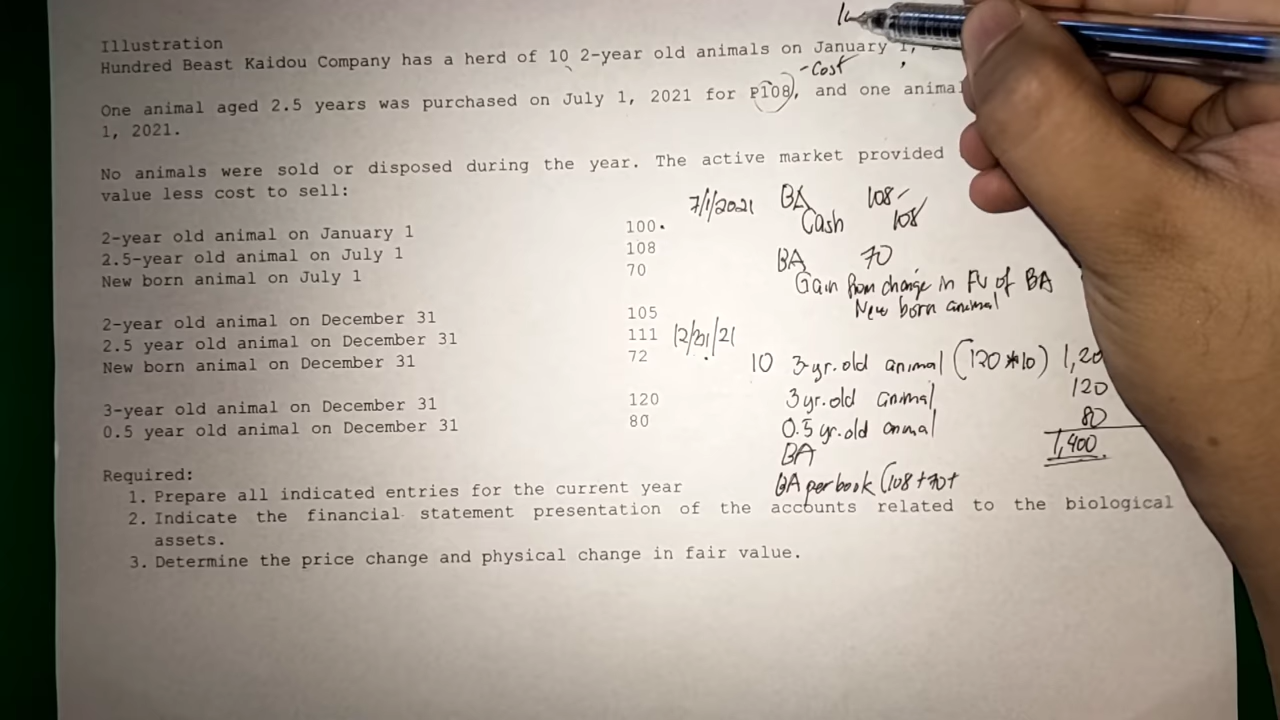 Illustration
Hundred Beast Kaidou Company has a herd of 10 2-year old animals on January 1,
-Cost
One animal aged 2.5 years was purchased on July 1, 2021 for P108, and one anima
1, 2021.
No animals were sold or disposed during the year. The active market provided
value less cost to sell:
7/1/2021 BA 108
Cash 108
2-year old animal on January 1 100
2.5-year old animal on July 1 108
New born animal on July 1 70
BA 70
Gain from change in FV of BA
New born animal
2-year old animal on December 31 105
2.5 year old animal on December 31 111
New born animal on December 31 72
12/31/21
10 3-yr.old animal (120*10) 1,20
3 yr.old animal 120
0.5 yr.old animal 80
BA 1,400
BA per book (108+70+
3-year old animal on December 31 120
0.5 year old animal on December 31 80
Required:
1. Prepare all indicated entries for the current year
2. Indicate the financial statement presentation of the accounts related to the biological
assets.
3. Determine the price change and physical change in fair value.